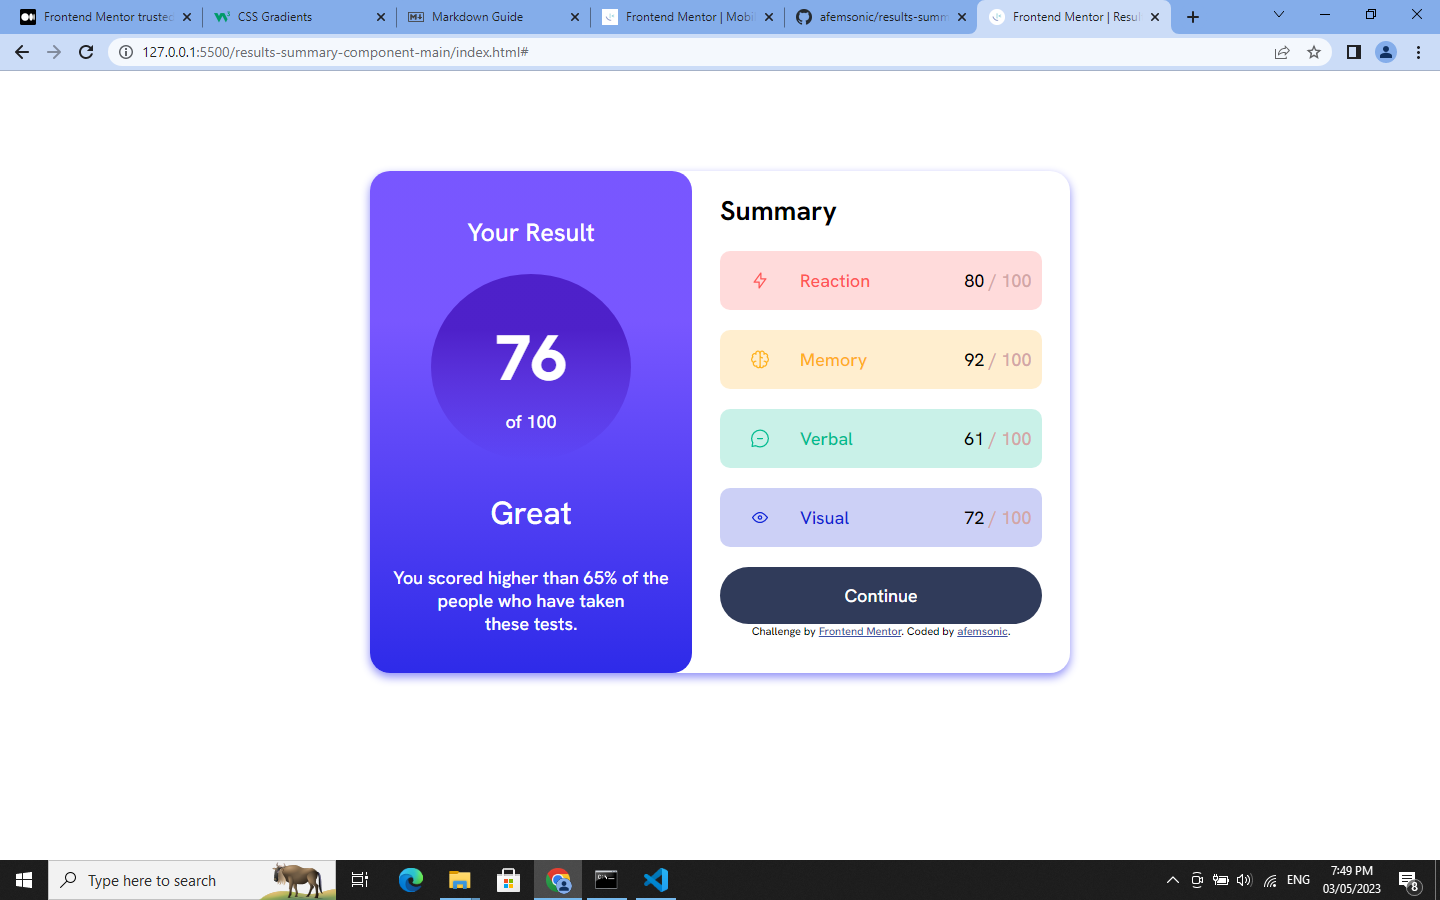 Frontend Mentor trusted
CSS Gradients
Markdown Guide
Frontend Mentor | Mobi
afemsonic/results-summ
Frontend Mentor | Resul
127.0.0.1:5500/results-summary-component-main/index.html#
Your Result
76
of 100
Great
You scored higher than 65% of the
people who have taken
these tests.
Summary
Reaction 80 / 100
Memory 92 / 100
Verbal 61 / 100
Visual 72 / 100
Continue
Challenge by Frontend Mentor. Coded by afemsonic.
Type here to search
ENG
7:49 PM
03/05/2023
8